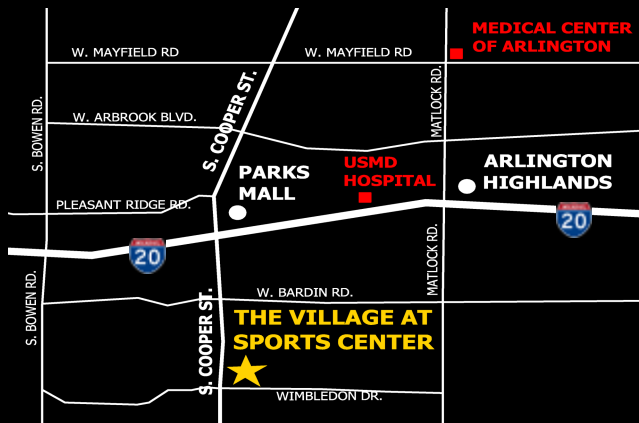 MEDICAL CENTER
OF ARLINGTON
W. MAYFIELD RD
W. MAYFIELD RD
S. BOWEN RD.
S. COOPER ST.
MATLOCK RD.
W. ARBROOK BLVD.
PARKS
MALL
USMD
HOSPITAL
ARLINGTON
HIGHLANDS
PLEASANT RIDGE RD.
20
20
S. BOWEN RD.
MATLOCK RD.
W. BARDIN RD.
S. COOPER ST.
THE VILLAGE AT
SPORTS CENTER
WIMBLEDON DR.